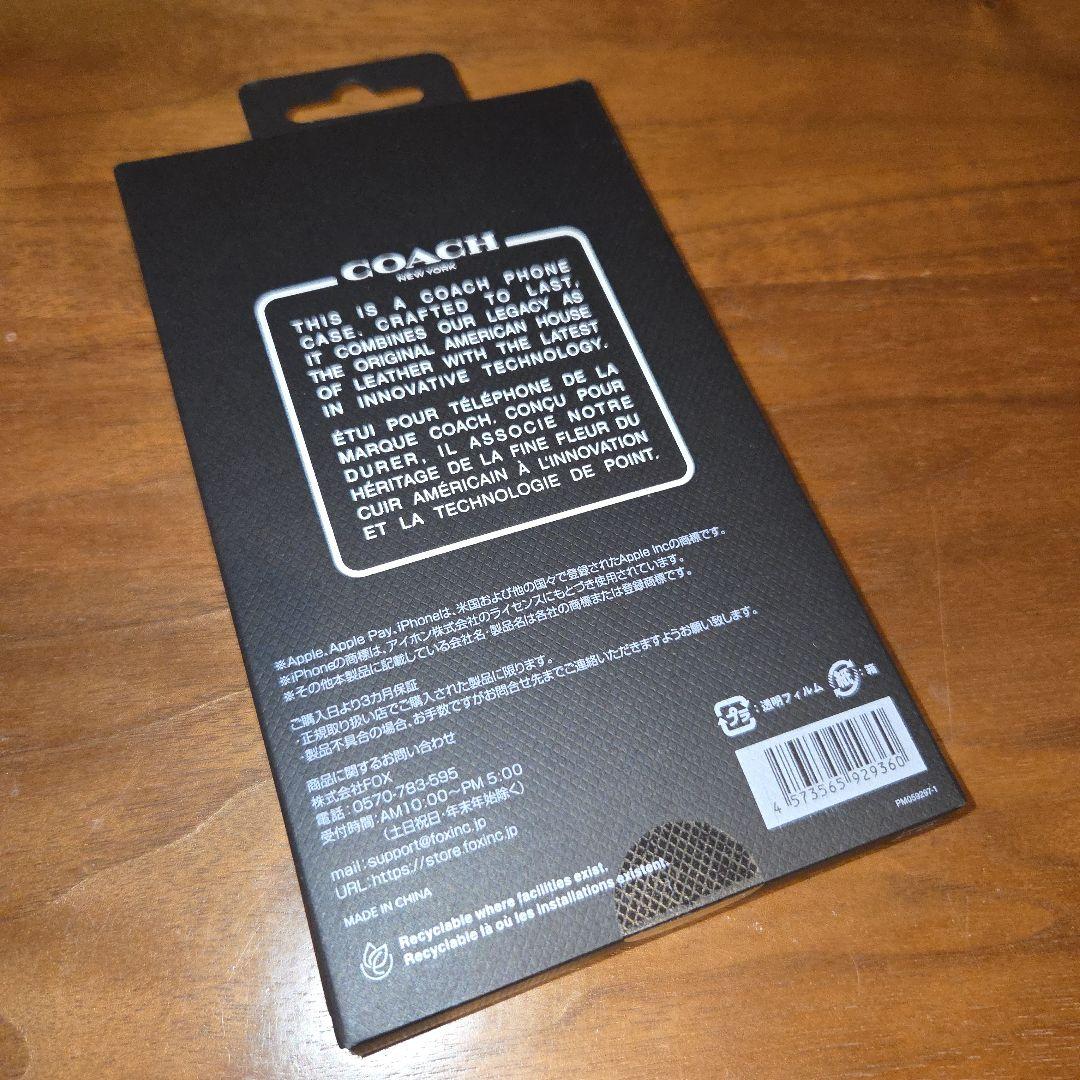 COACH
NEW YORK
THIS IS A COACH PHONE
CASE. CRAFTED TO LAST,
IT COMBINES OUR LEGACY AS
THE ORIGINAL AMERICAN HOUSE
OF LEATHER WITH THE LATEST
IN INNOVATIVE TECHNOLOGY.
ÉTUI POUR TÉLÉPHONE DE LA
MARQUE COACH. CONÇU POUR
DURER, IL ASSOCIE NOTRE
HÉRITAGE DE LA FINE FLEUR DU
CUIR AMÉRICAIN À L'INNOVATION
ET LA TECHNOLOGIE DE POINT.
※Apple、Apple Pay、iPhoneは、米国および他の国々で登録されたApple Incの商標です。
※iPhoneの商標は、アイホン株式会社のライセンスにもとづき使用されています。
※その他本製品に記載している会社名・製品名は各社の商標または登録商標です。
ご購入日より3カ月保証
・正規取り扱い店でご購入された製品に限ります。
・製品不具合の場合、お手数ですがお問合せ先までご連絡いただきますようお願い致します。
商品に関するお問い合わせ
株式会社FOX
電話:0570-783-595
受付時間:AM10:00〜PM 5:00
(土日祝日・年末年始除く)
mail:support@foxinc.jp
URL:https://store.foxinc.jp
プラ:透明フィルム 紙:箱
4 573565 929360
PM059297-1
MADE IN CHINA
Recyclable where facilities exist.
Recyclable là où les installations existent.